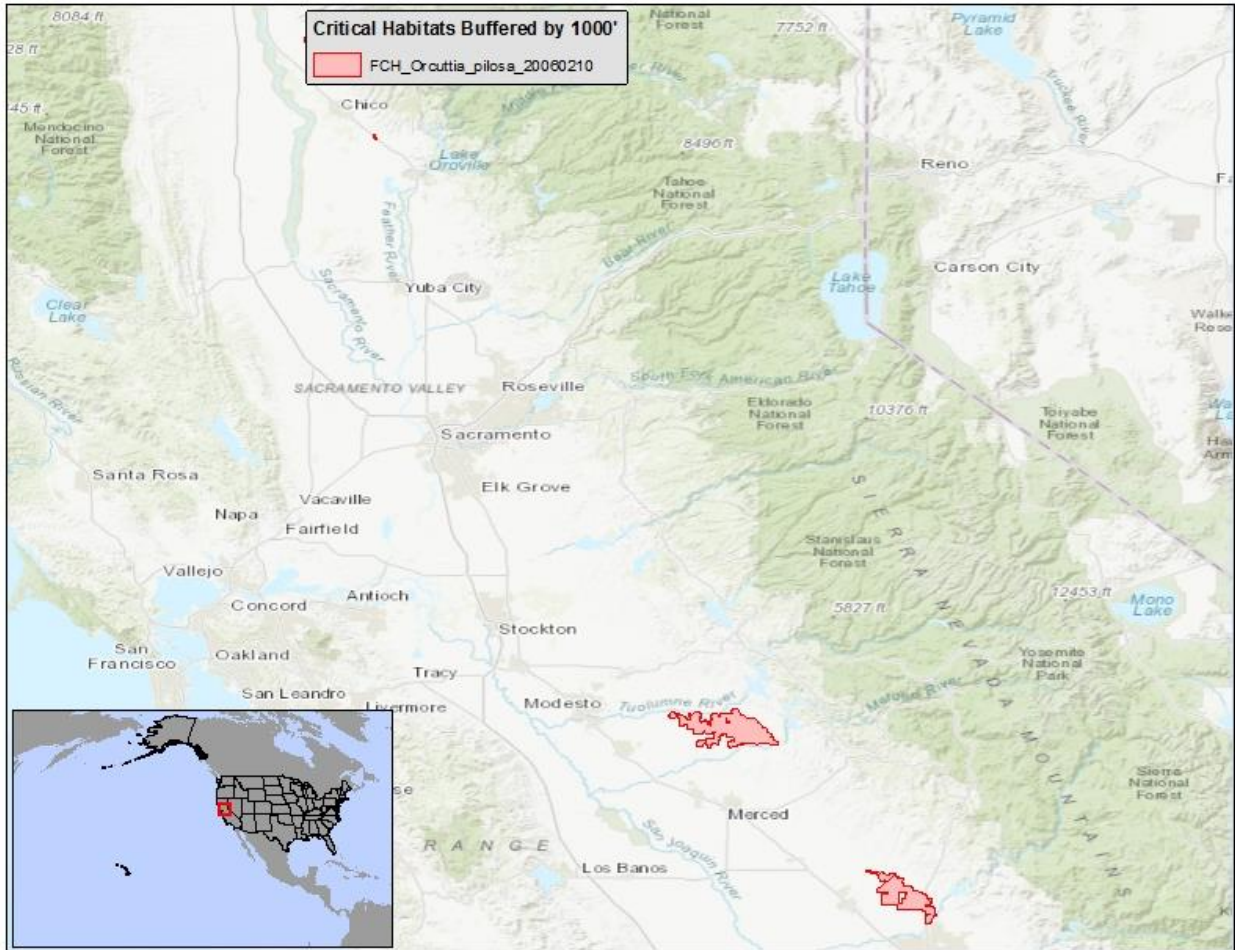 8084 ft
28 ft
Critical Habitats Buffered by 1000'
FCH_Orcuttia_pilosa_20060210
National
Forest
7752 ft
Pyramid
Lake
Truckee River
45 ft
Chico
River
Mendocino
National
Forest
Lake
Oroville
8496 ft
Reno
Tahoe
National
Forest
Feather River
Bear River
Sacramento
River
Yuba City
Clear
Lake
Lake
Tahoe
Carson City
Russian River
SACRAMENTO VALLEY
Roseville
South Fork American River
Eldorado
National
Forest
10376 ft
Toiyabe
National
Forest
Sacramento
Santa Rosa
Elk Grove
Vacaville
Napa
Fairfield
SIERRA NEVADA MOUNTAINS
Stanislaus
National
Forest
Vallejo
Antioch
Concord
5827 ft
12453 ft
Mono
Lake
Stockton
San
Francisco
Oakland
Tracy
Yosemite
National
Park
San Leandro
Livermore
Modesto
Tuolumne River
Merced River
Sierra
National
Forest
Merced
San Joaquin River
RANGE
Los Banos